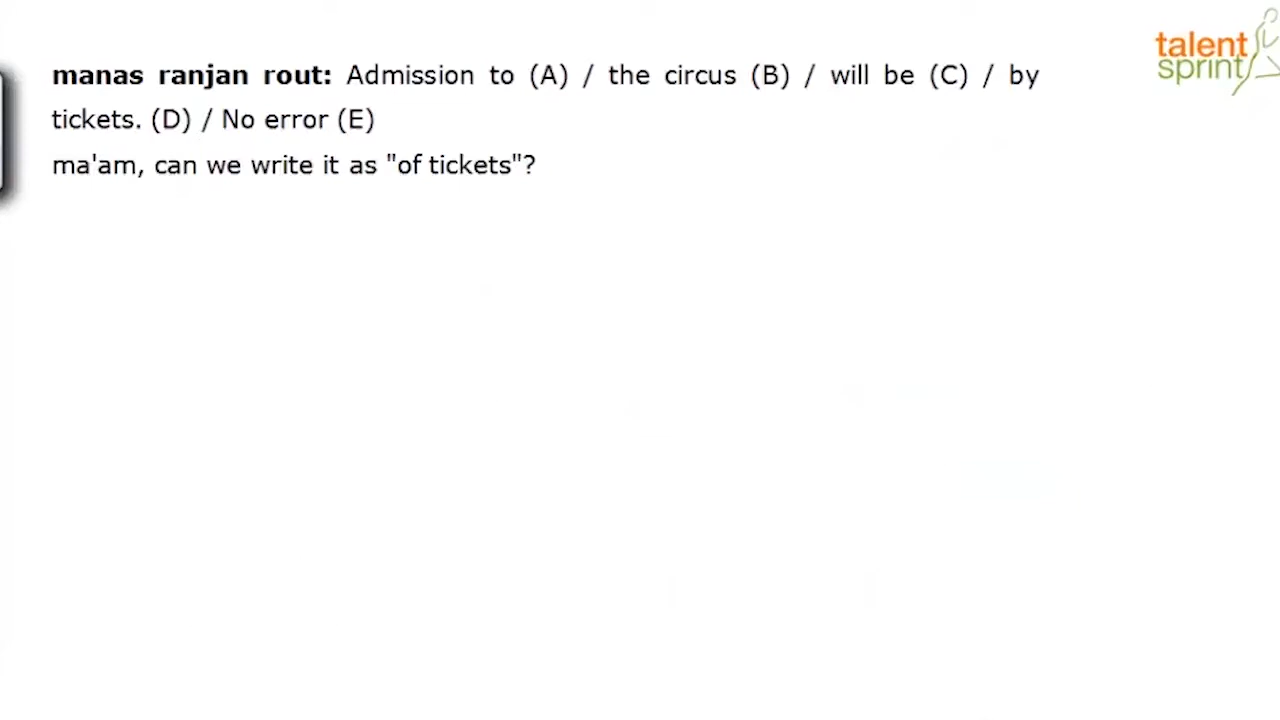 talent
sprint
manas ranjan rout: Admission to (A) / the circus (B) / will be (C) / by
tickets. (D) / No error (E)
ma'am, can we write it as "of tickets"?